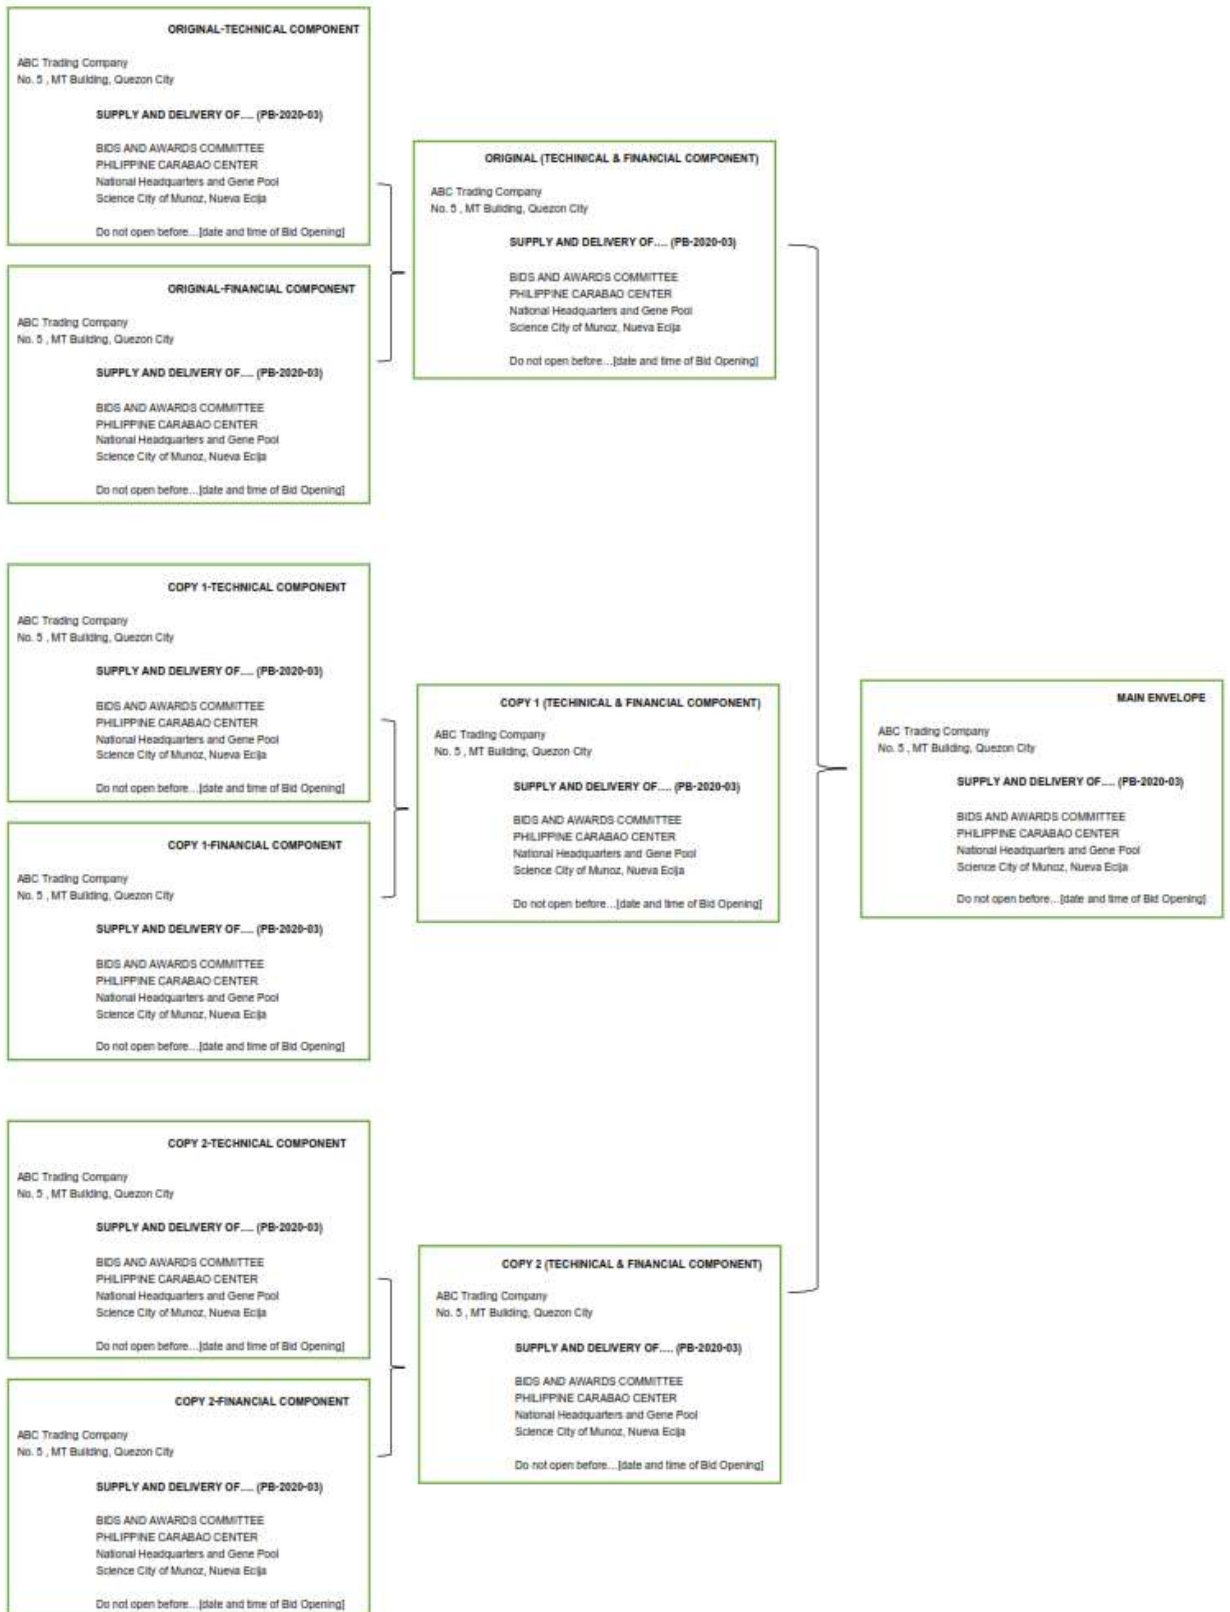 ORIGINAL-TECHNICAL COMPONENT
ABC Trading Company
No. 5 , MT Building, Quezon City
SUPPLY AND DELIVERY OF.... (PB-2020-03)
BIDS AND AWARDS COMMITTEE
PHILIPPINE CARABAO CENTER
National Headquarters and Gene Pool
Science City of Munoz, Nueva Ecija
Do not open before...[date and time of Bid Opening]
ORIGINAL-FINANCIAL COMPONENT
ABC Trading Company
No. 5 , MT Building, Quezon City
SUPPLY AND DELIVERY OF.... (PB-2020-03)
BIDS AND AWARDS COMMITTEE
PHILIPPINE CARABAO CENTER
National Headquarters and Gene Pool
Science City of Munoz, Nueva Ecija
Do not open before...[date and time of Bid Opening]
ORIGINAL (TECHINICAL & FINANCIAL COMPONENT)
ABC Trading Company
No. 5 , MT Building, Quezon City
SUPPLY AND DELIVERY OF.... (PB-2020-03)
BIDS AND AWARDS COMMITTEE
PHILIPPINE CARABAO CENTER
National Headquarters and Gene Pool
Science City of Munoz, Nueva Ecija
Do not open before...[date and time of Bid Opening]
COPY 1-TECHNICAL COMPONENT
ABC Trading Company
No. 5 , MT Building, Quezon City
SUPPLY AND DELIVERY OF.... (PB-2020-03)
BIDS AND AWARDS COMMITTEE
PHILIPPINE CARABAO CENTER
National Headquarters and Gene Pool
Science City of Munoz, Nueva Ecija
Do not open before...[date and time of Bid Opening]
COPY 1-FINANCIAL COMPONENT
ABC Trading Company
No. 5 , MT Building, Quezon City
SUPPLY AND DELIVERY OF.... (PB-2020-03)
BIDS AND AWARDS COMMITTEE
PHILIPPINE CARABAO CENTER
National Headquarters and Gene Pool
Science City of Munoz, Nueva Ecija
Do not open before...[date and time of Bid Opening]
COPY 1 (TECHINICAL & FINANCIAL COMPONENT)
ABC Trading Company
No. 5 , MT Building, Quezon City
SUPPLY AND DELIVERY OF.... (PB-2020-03)
BIDS AND AWARDS COMMITTEE
PHILIPPINE CARABAO CENTER
National Headquarters and Gene Pool
Science City of Munoz, Nueva Ecija
Do not open before...[date and time of Bid Opening]
COPY 2-TECHNICAL COMPONENT
ABC Trading Company
No. 5 , MT Building, Quezon City
SUPPLY AND DELIVERY OF.... (PB-2020-03)
BIDS AND AWARDS COMMITTEE
PHILIPPINE CARABAO CENTER
National Headquarters and Gene Pool
Science City of Munoz, Nueva Ecija
Do not open before...[date and time of Bid Opening]
COPY 2-FINANCIAL COMPONENT
ABC Trading Company
No. 5 , MT Building, Quezon City
SUPPLY AND DELIVERY OF.... (PB-2020-03)
BIDS AND AWARDS COMMITTEE
PHILIPPINE CARABAO CENTER
National Headquarters and Gene Pool
Science City of Munoz, Nueva Ecija
Do not open before...[date and time of Bid Opening]
COPY 2 (TECHINICAL & FINANCIAL COMPONENT)
ABC Trading Company
No. 5 , MT Building, Quezon City
SUPPLY AND DELIVERY OF.... (PB-2020-03)
BIDS AND AWARDS COMMITTEE
PHILIPPINE CARABAO CENTER
National Headquarters and Gene Pool
Science City of Munoz, Nueva Ecija
Do not open before...[date and time of Bid Opening]
MAIN ENVELOPE
ABC Trading Company
No. 5 , MT Building, Quezon City
SUPPLY AND DELIVERY OF.... (PB-2020-03)
BIDS AND AWARDS COMMITTEE
PHILIPPINE CARABAO CENTER
National Headquarters and Gene Pool
Science City of Munoz, Nueva Ecija
Do not open before...[date and time of Bid Opening]